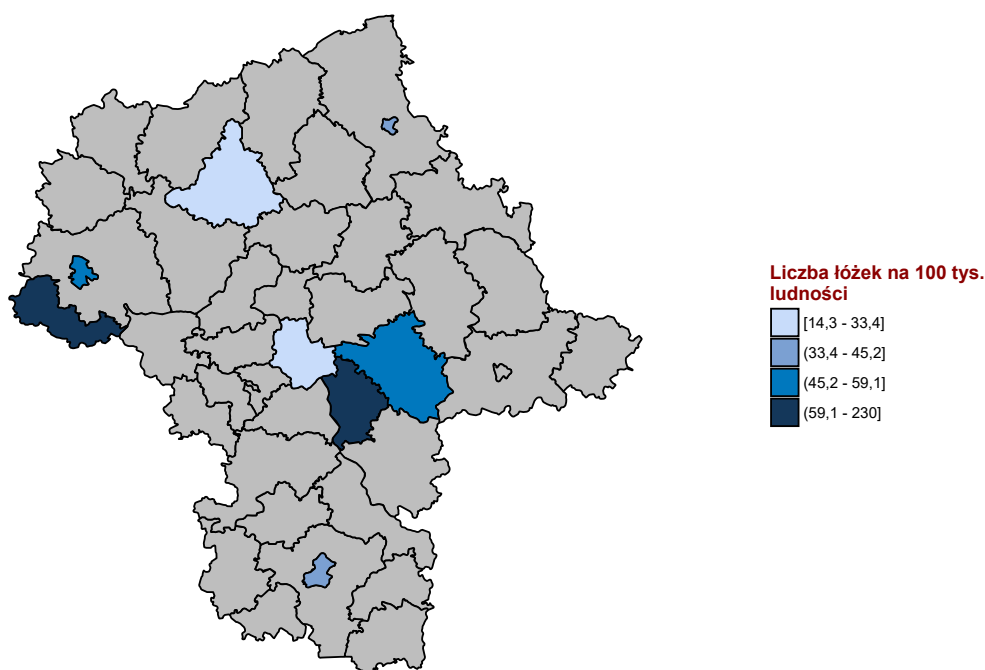 Liczba łóżek na 100 tys.
ludności
[14,3 - 33,4]
(33,4 - 45,2]
(45,2 - 59,1]
(59,1 - 230]